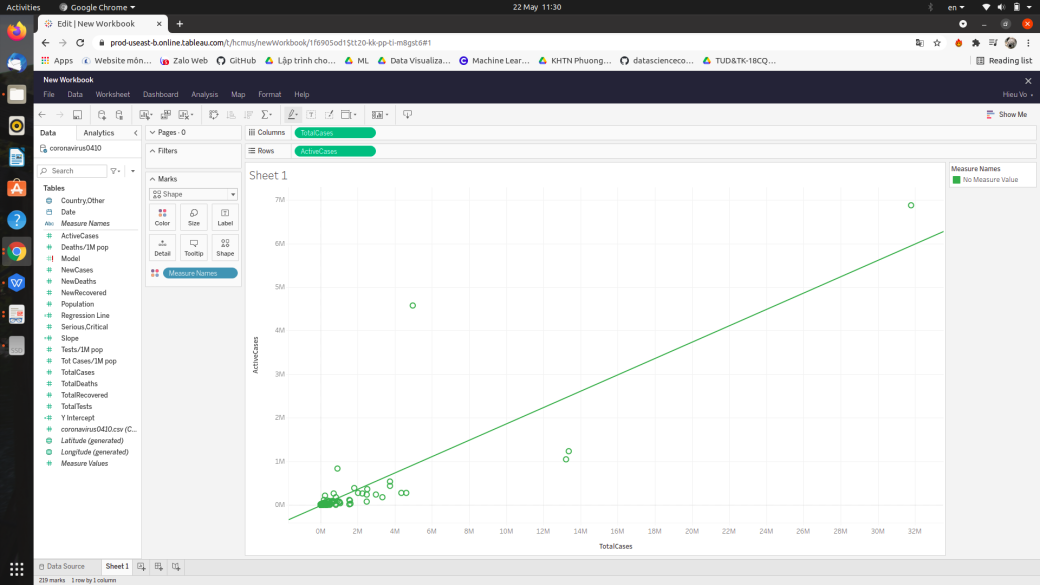 Activities
Google Chrome
22 May 11:30
en
Edit | New Workbook
prod-useast-b.online.tableau.com/t/hcmus/newWorkbook/1f6905od1$tt20-kk-pp-ti-m8gst6#1
Apps
Website môn…
Zalo Web
GitHub
Lập trình cho…
ML
Data Visualiza…
Machine Lear…
KHTN Phuong…
datascienceco…
TUD&TK-18CQ…
Reading list
New Workbook
File Data Worksheet Dashboard Analysis Map Format Help
Hieu Vo
Show Me
Data
Analytics
coronavirus0410
Search
Tables
Country,Other
Date
Abc Measure Names
ActiveCases
Deaths/1M pop
Model
NewCases
NewDeaths
NewRecovered
Population
Regression Line
Serious,Critical
Slope
Tests/1M pop
Tot Cases/1M pop
TotalCases
TotalDeaths
TotalRecovered
TotalTests
Y Intercept
coronavirus0410.csv (C…
Latitude (generated)
Longitude (generated)
Measure Values
Pages · 0
Filters
Marks
Shape
Color
Size
Label
Detail
Tooltip
Shape
Measure Names
Columns
TotalCases
Rows
ActiveCases
Sheet 1
7M
6M
5M
4M
3M
2M
1M
0M
ActiveCases
0M 2M 4M 6M 8M 10M 12M 14M 16M 18M 20M 22M 24M 26M 28M 30M 32M
TotalCases
Measure Names
No Measure Value
Data Source
Sheet 1
219 marks 1 row by 1 column